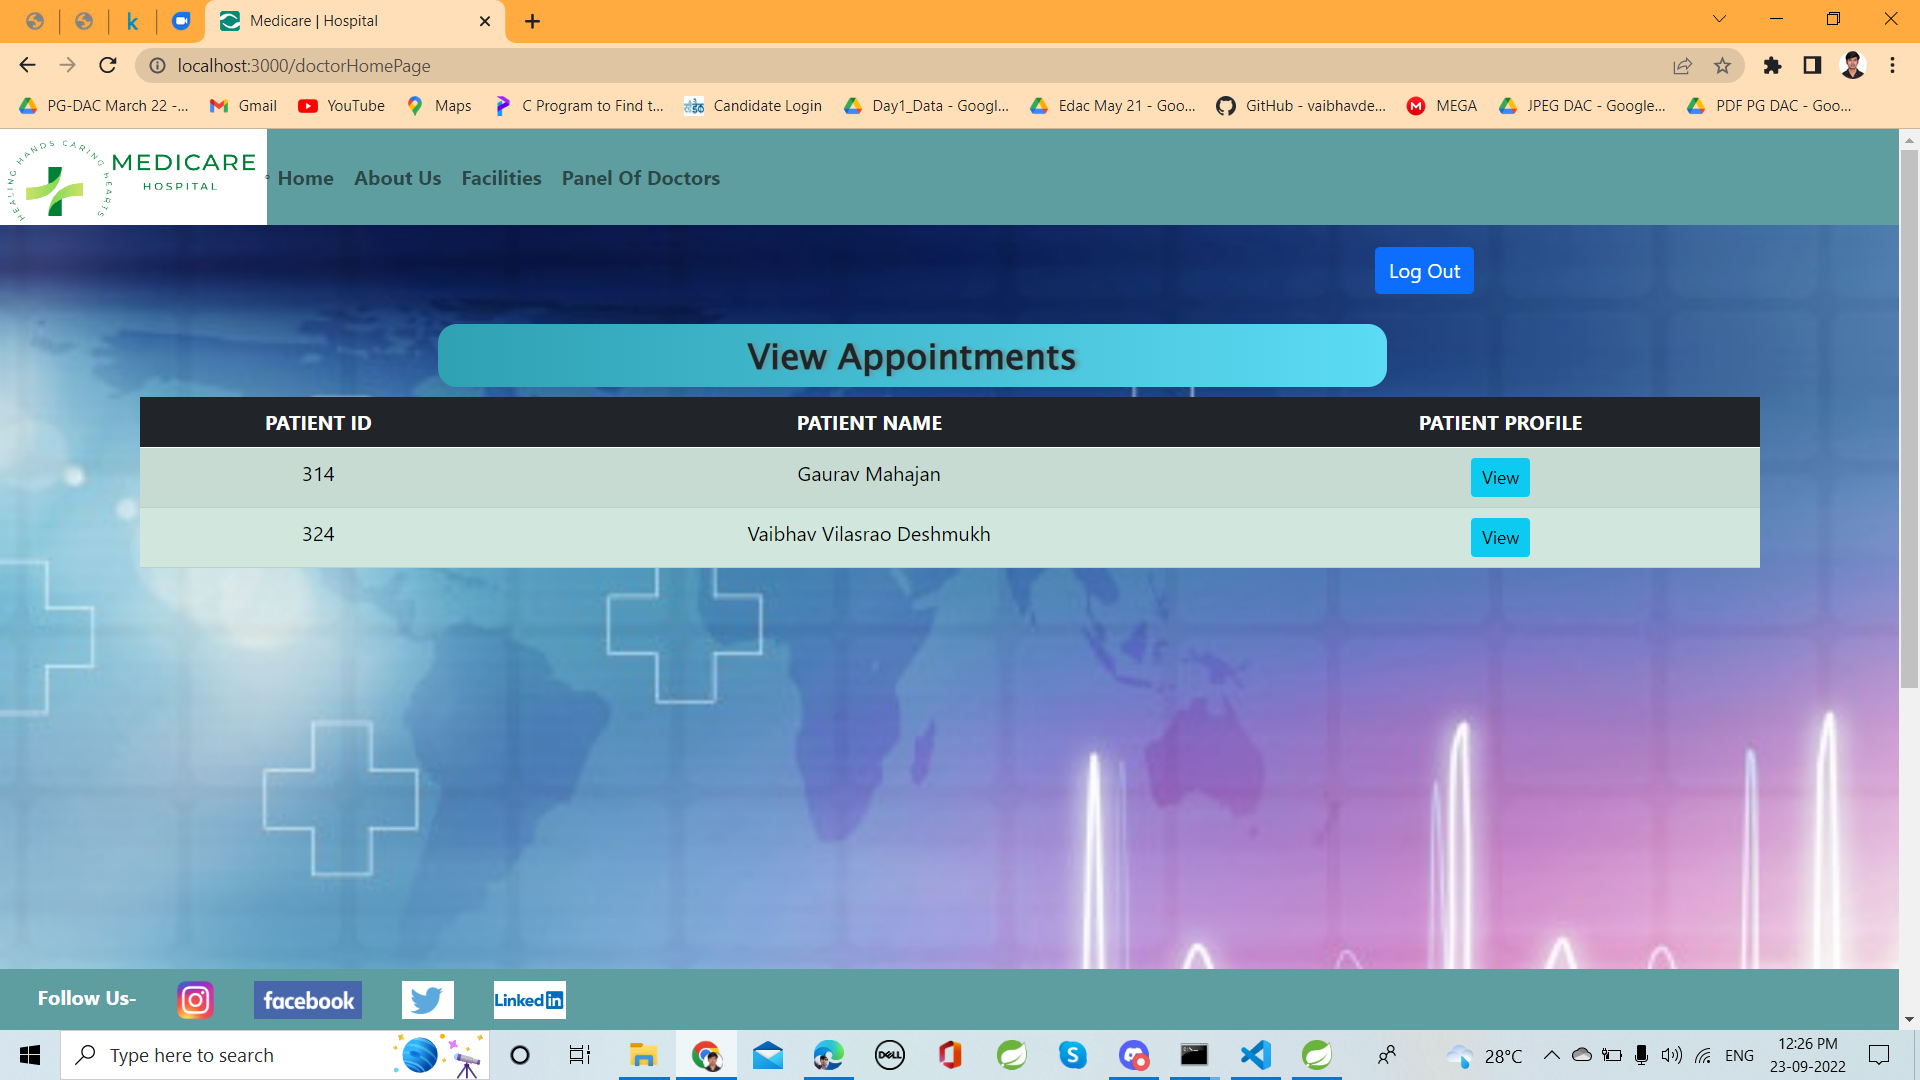 Medicare | Hospital
localhost:3000/doctorHomePage
PG-DAC March 22 -... Gmail YouTube Maps C Program to Find t... Candidate Login Day1_Data - Googl... Edac May 21 - Goo... GitHub - vaibhavde... MEGA JPEG DAC - Google... PDF PG DAC - Goo...
HEALING HANDS CARING HEARTS
MEDICARE
HOSPITAL
Home About Us Facilities Panel Of Doctors
Log Out
View Appointments
PATIENT ID PATIENT NAME PATIENT PROFILE
314 Gaurav Mahajan View
324 Vaibhav Vilasrao Deshmukh View
Follow Us- facebook Linked in
Type here to search
DELL
28°C
ENG
12:26 PM
23-09-2022